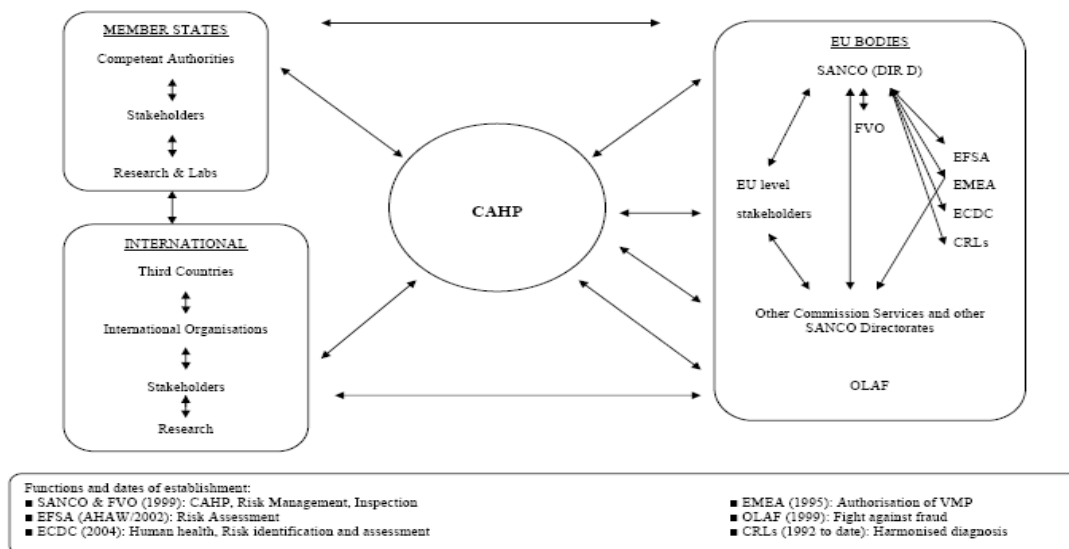 MEMBER STATES
Competent Authorities
Stakeholders
Research & Labs
INTERNATIONAL
Third Countries
International Organisations
Stakeholders
Research
CAHP
EU BODIES
SANCO (DIR D)
FVO
EFSA
EU level
EMEA
stakeholders
ECDC
CRLs
Other Commission Services and other
SANCO Directorates
OLAF
Functions and dates of establishment:
■ SANCO & FVO (1999): CAHP, Risk Management, Inspection
■ EFSA (AHAW/2002): Risk Assessment
■ ECDC (2004): Human health, Risk identification and assessment
■ EMEA (1995): Authorisation of VMP
■ OLAF (1999): Fight against fraud
■ CRLs (1992 to date): Harmonised diagnosis